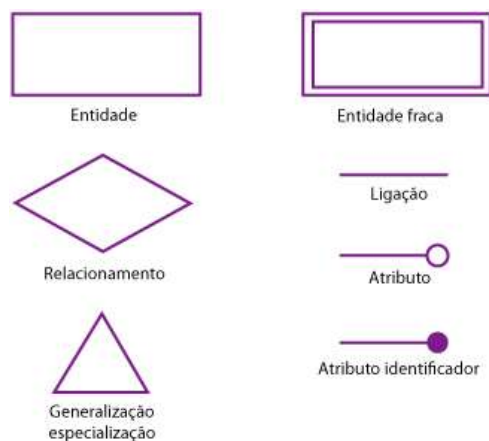 Entidade
Entidade fraca
Relacionamento
Ligação
Atributo
Generalização
especialização
Atributo identificador